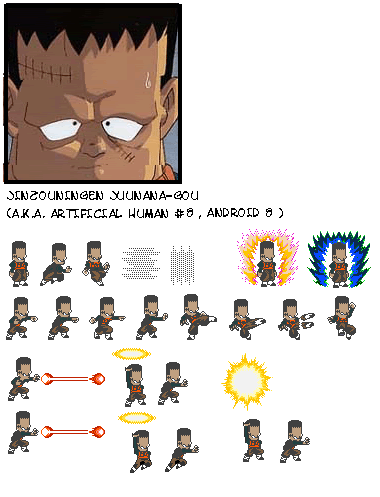 JINZOUNINGEN JUUNANA-GOU
(A.K.A. ARTIFICIAL HUMAN #8, ANDROID 8 )